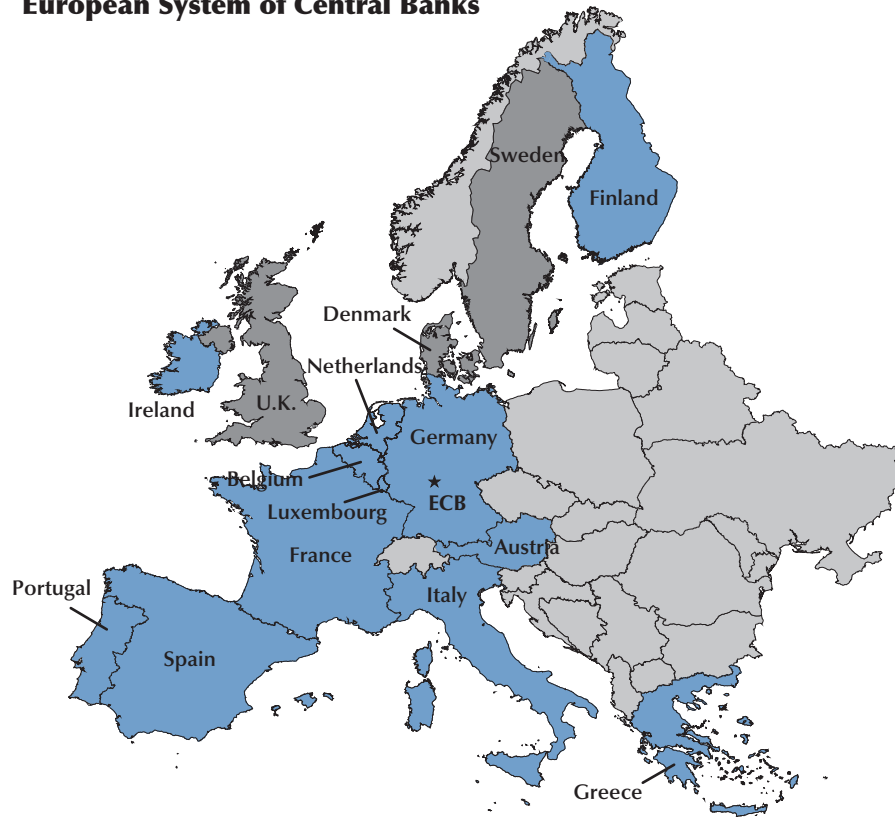 European System of Central Banks
Sweden
Finland
Denmark
Netherlands
Ireland
U.K.
Germany
Belgium
ECB
Luxembourg
France
Austria
Portugal
Italy
Spain
Greece